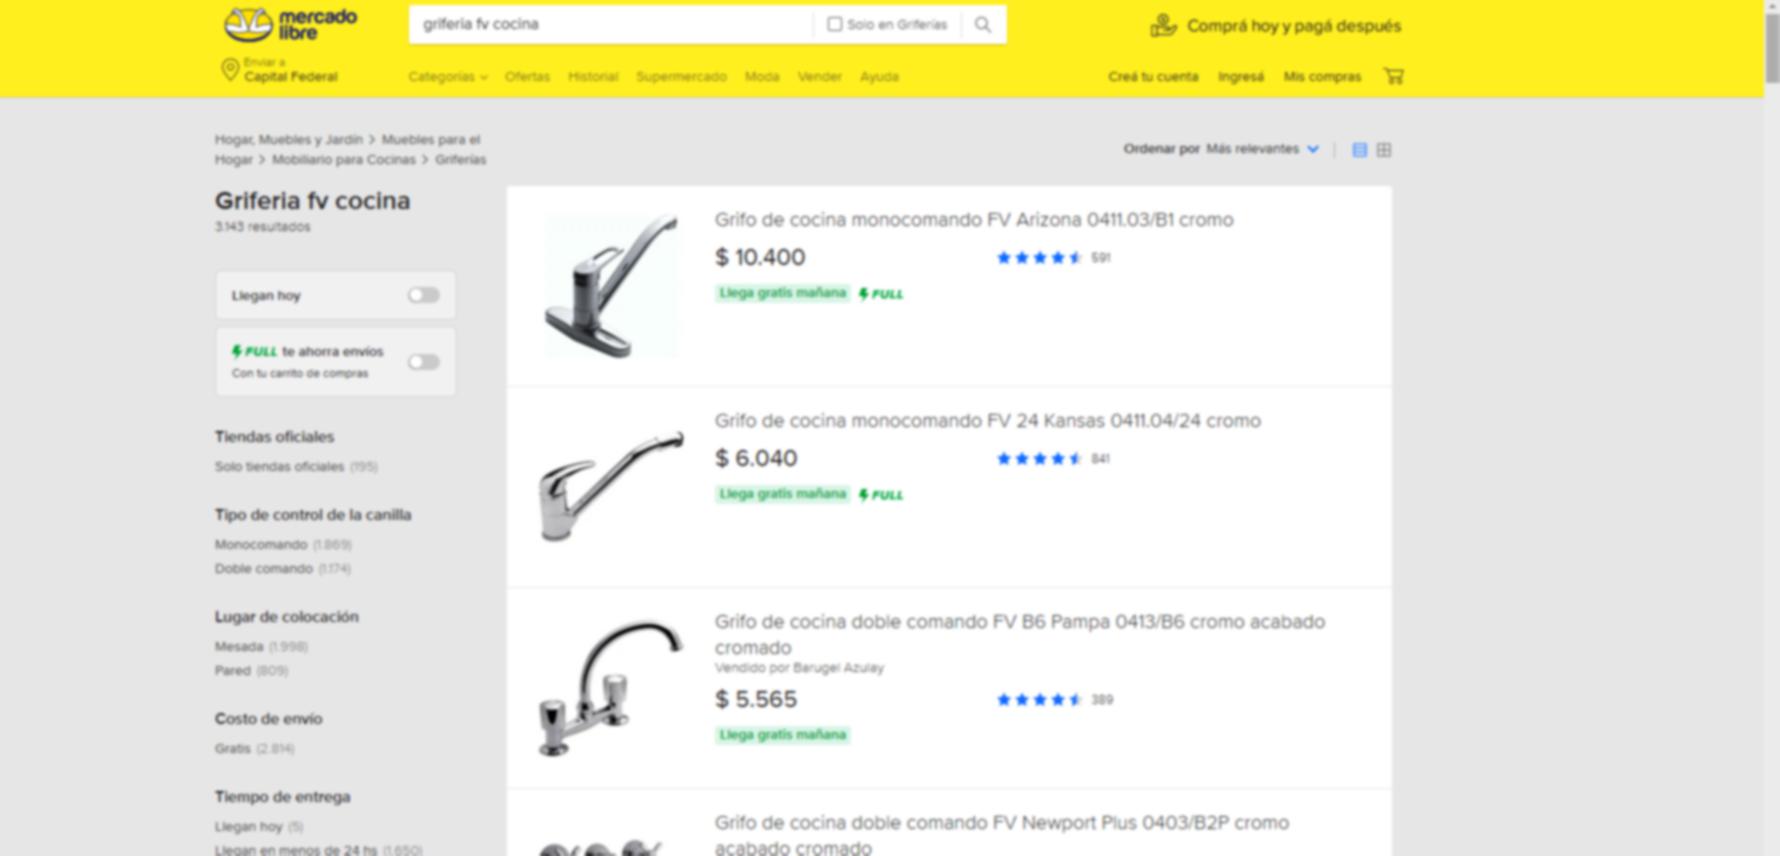 mercado
libre
griferia fv cocina
Solo en Griferías
Comprá hoy y pagá después
Enviar a
Capital Federal
Categorías
Ofertas
Historial
Supermercado
Moda
Vender
Ayuda
Creá tu cuenta
Ingresá
Mis compras
Hogar, Muebles y Jardín > Muebles para el
Hogar > Mobiliario para Cocinas > Griferías
Ordenar por Más relevantes
Griferia fv cocina
3.143 resultados
Llegan hoy
FULL te ahorra envíos
Con tu carrito de compras
Tiendas oficiales
Solo tiendas oficiales (195)
Tipo de control de la canilla
Monocomando (1.869)
Doble comando (1.174)
Lugar de colocación
Mesada (1.998)
Pared (809)
Costo de envío
Gratis (2.814)
Tiempo de entrega
Llegan hoy (5)
Llegan en menos de 24 hs (1.650)
Grifo de cocina monocomando FV Arizona 0411.03/B1 cromo
$ 10.400
591
Llega gratis mañana FULL
Grifo de cocina monocomando FV 24 Kansas 0411.04/24 cromo
$ 6.040
841
Llega gratis mañana FULL
Grifo de cocina doble comando FV B6 Pampa 0413/B6 cromo acabado
cromado
Vendido por Barugel Azulay
$ 5.565
389
Llega gratis mañana
Grifo de cocina doble comando FV Newport Plus 0403/B2P cromo
acabado cromado